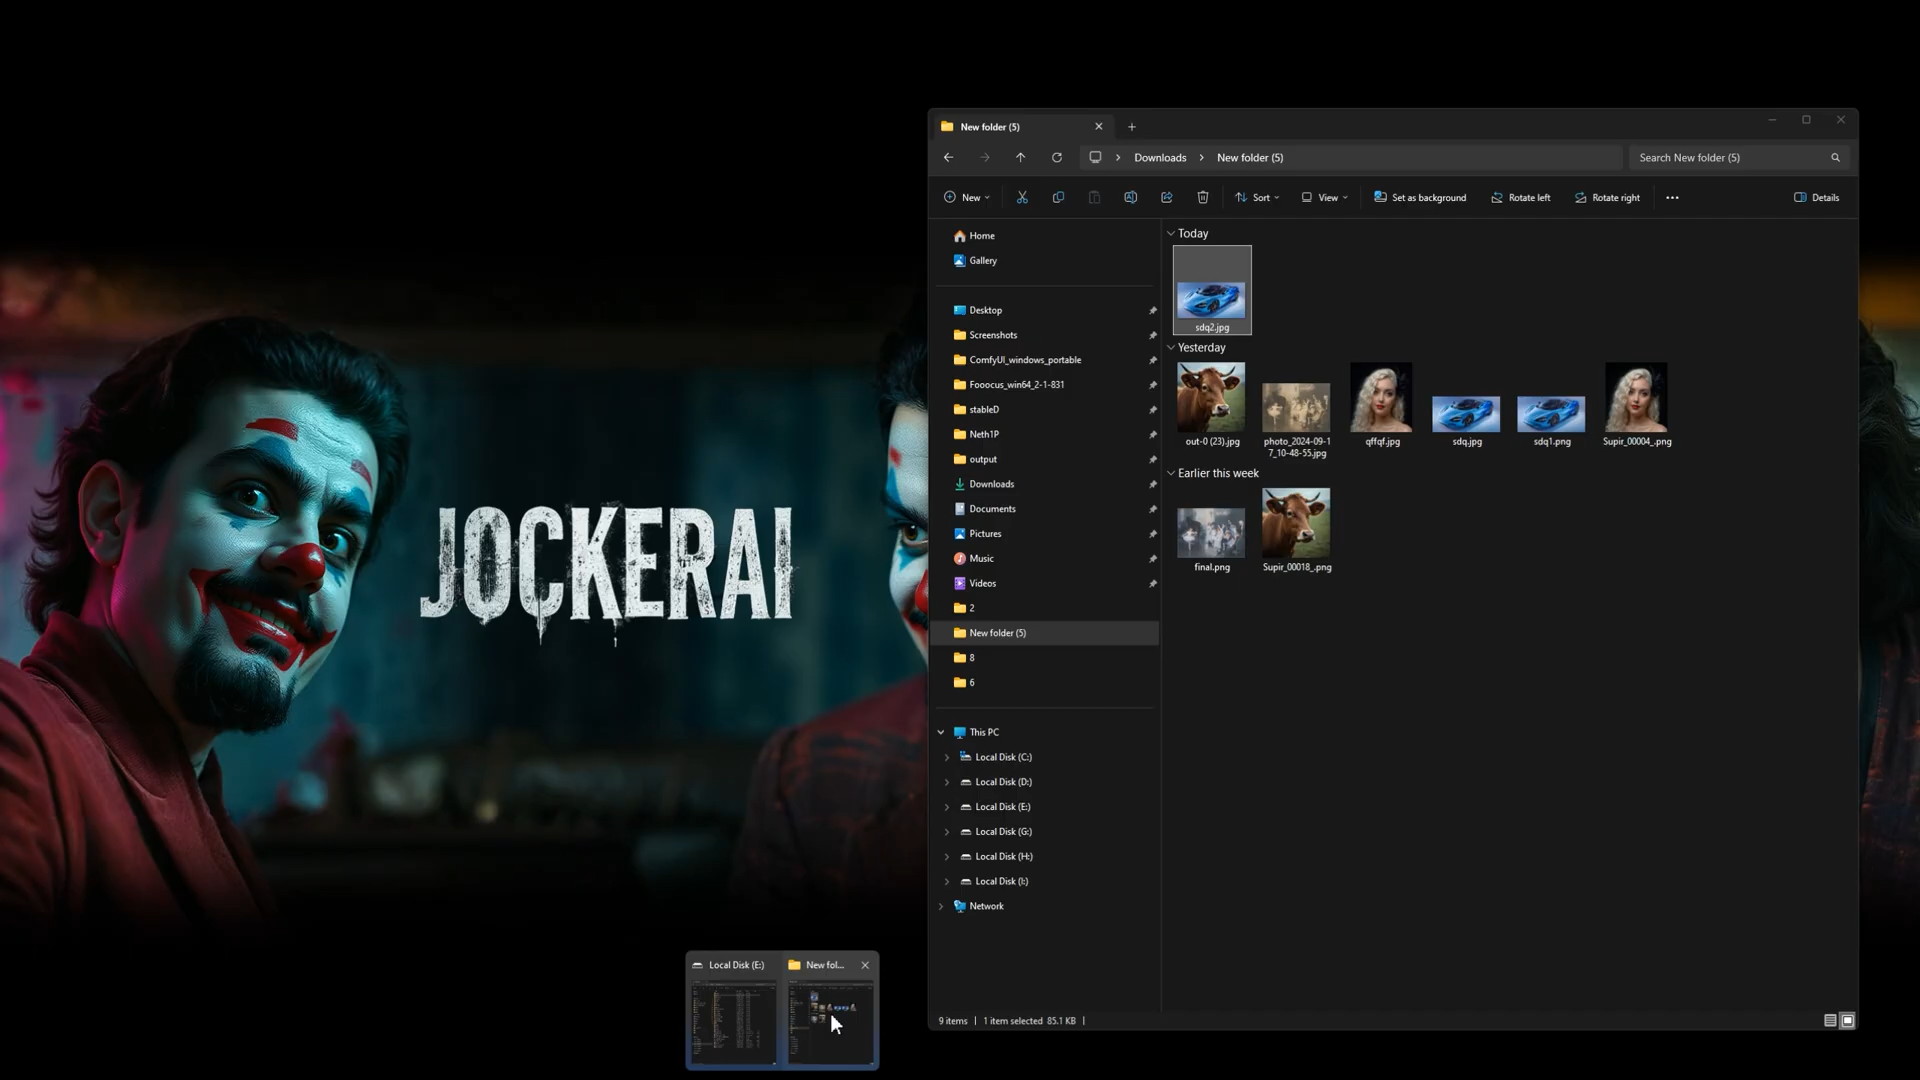 New folder (5)
Downloads
New folder (5)
Search New folder (5)
New
Sort
View
Set as background
Rotate left
Rotate right
Details
Home
Gallery
Desktop
Screenshots
ComfyUI_windows_portable
Fooocus_win64_2-1-831
stableD
Neth1P
output
Downloads
Documents
Pictures
Music
Videos
2
New folder (5)
8
6
This PC
Local Disk (C:)
Local Disk (D:)
Local Disk (E:)
Local Disk (G:)
Local Disk (H:)
Local Disk (I:)
Network
Today
sdq2.jpg
Yesterday
out-0 (23).jpg
photo_2024-09-1
7_10-48-55.jpg
qffqf.jpg
sdq.jpg
sdq1.png
Supir_00004_.png
Earlier this week
final.png
Supir_00018_.png
9 items
1 item selected 85.1 KB
JOCKERAI
Local Disk (E:)
New fol...